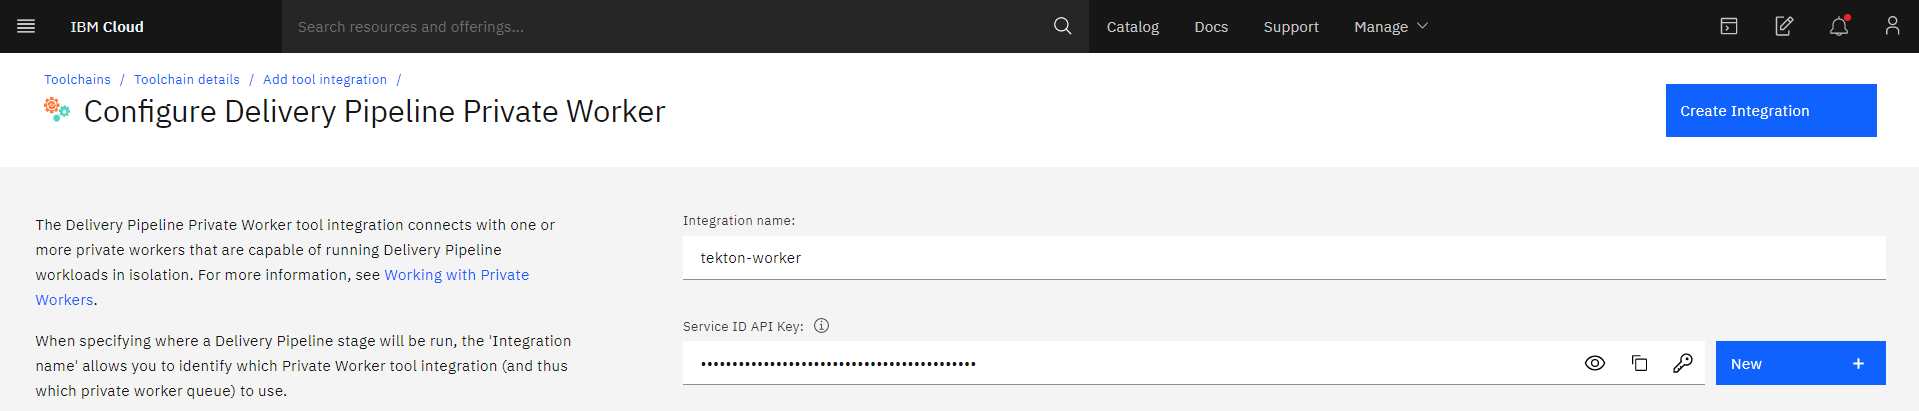 IBM Cloud
Search resources and offerings...
Catalog
Docs
Support
Manage
Toolchains / Toolchain details / Add tool integration /
Configure Delivery Pipeline Private Worker
Create Integration
The Delivery Pipeline Private Worker tool integration connects with one or
more private workers that are capable of running Delivery Pipeline
workloads in isolation. For more information, see Working with Private
Workers.
When specifying where a Delivery Pipeline stage will be run, the 'Integration
name' allows you to identify which Private Worker tool integration (and thus
which private worker queue) to use.
Integration name:
tekton-worker
Service ID API Key:
••••••••••••••••••••••••••••••••••••••••••••
New +